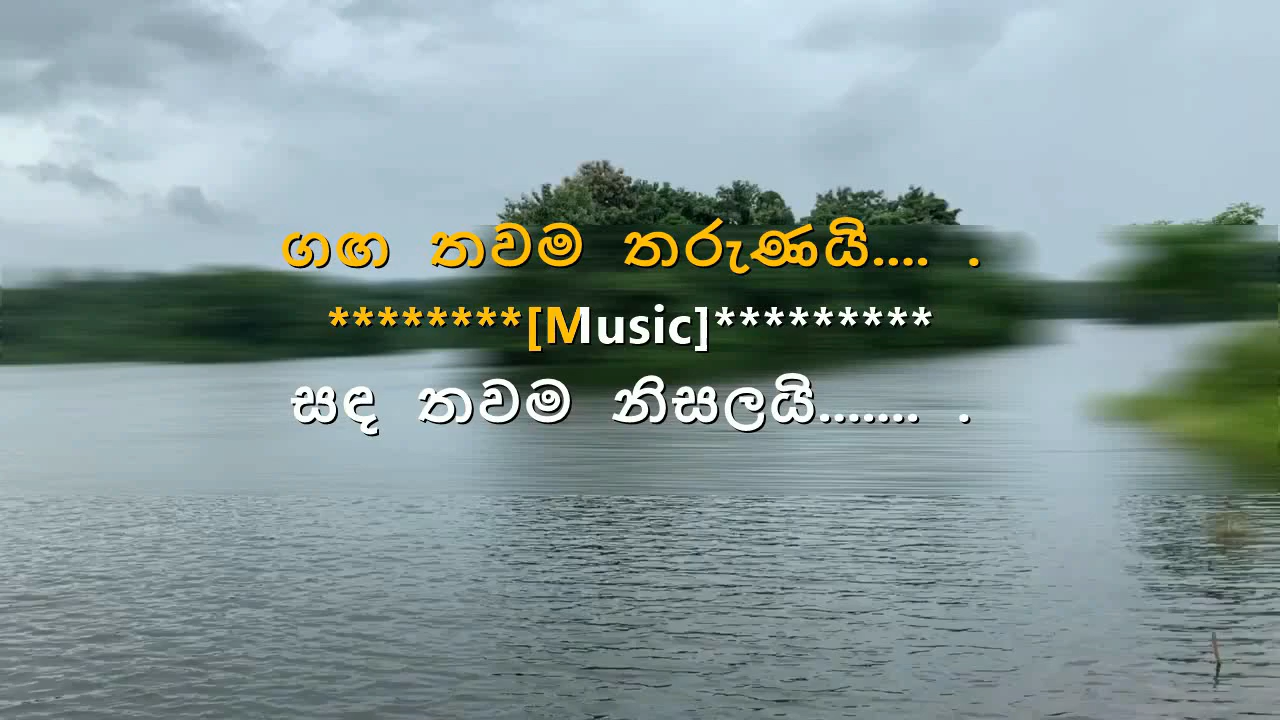 ගඟ තවම තරුණයි.... .
********[Music]*********
සඳ තවම නිසලයි....... .